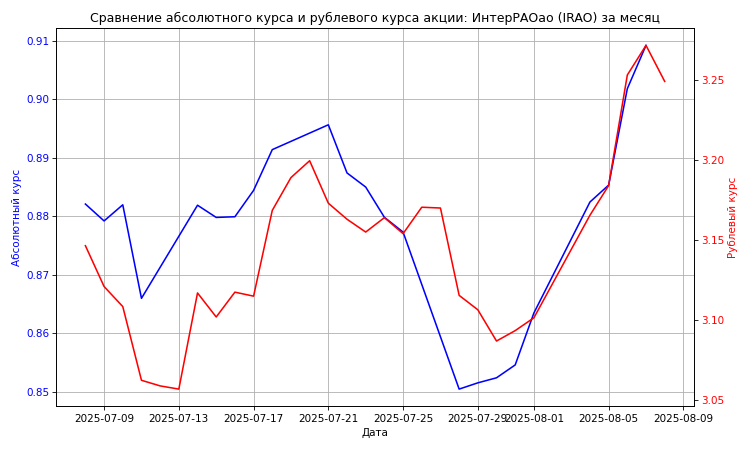 Сравнение абсолютного курса и рублевого курса акции: ИнтерРАОао (IRAO) за месяц
0.91
0.90
0.89
0.88
0.87
0.86
0.85
Абсолютный курс
3.25
3.20
3.15
3.10
3.05
Рублевый курс
2025-07-09 2025-07-13 2025-07-17 2025-07-21 2025-07-25 2025-07-29 2025-08-01 2025-08-05 2025-08-09
Дата